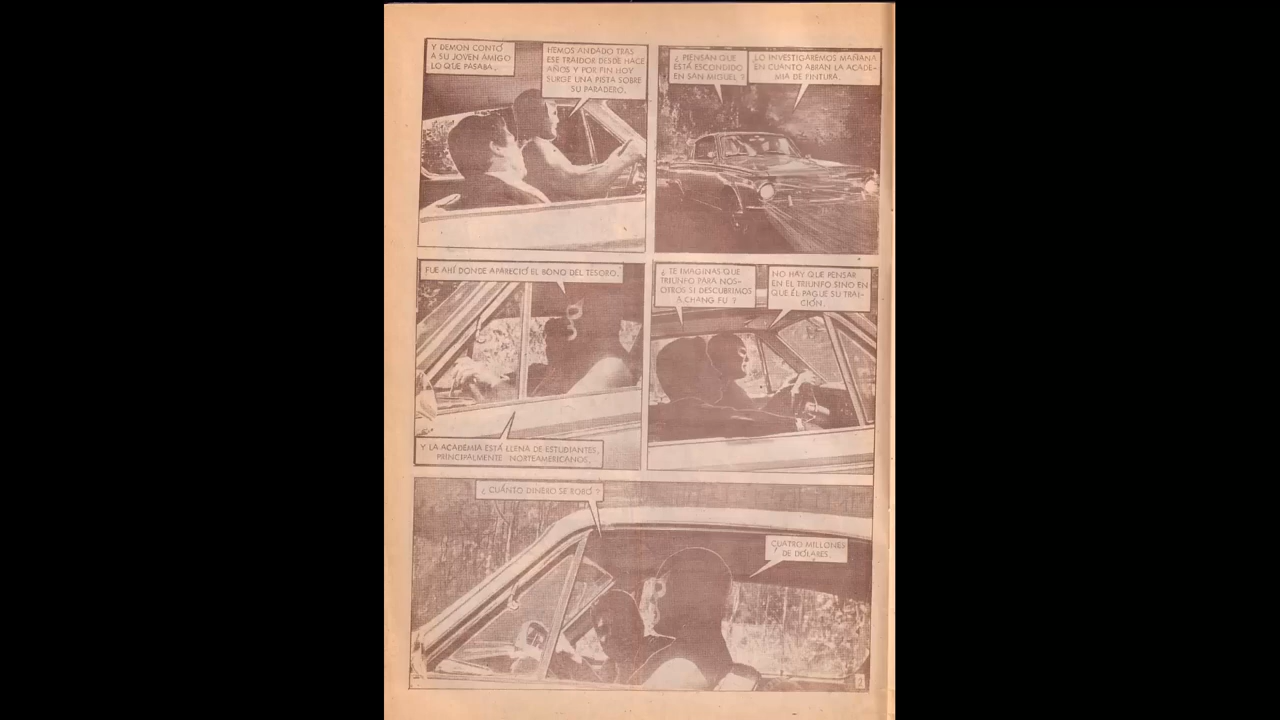 Y DEMON CONTÓ
A SU JOVEN AMIGO
LO QUE PASABA.
HEMOS ANDADO TRAS
ESE TRAIDOR DESDE HACE
AÑOS Y POR FIN HOY
SURGE UNA PISTA SOBRE
SU PARADERO.
¿ PIENSAN QUE
ESTÁ ESCONDIDO
EN SAN MIGUEL ?
LO INVESTIGAREMOS MAÑANA
EN CUANTO ABRAN LA ACADE-
MIA DE PINTURA.
FUE AHÍ DONDE APARECIÓ EL BONO DEL TESORO.
Y LA ACADEMIA ESTÁ LLENA DE ESTUDIANTES,
PRINCIPALMENTE NORTEAMERICANOS.
¿ TE IMAGINAS QUE
TRIUNFO PARA NOS-
OTROS SI DESCUBRIMOS
A CHANG FU ?
NO HAY QUE PENSAR
EN EL TRIUNFO SINO EN
QUE ÉL PAGUE SU TRAI-
CIÓN.
¿ CUÁNTO DINERO SE ROBÓ ?
CUATRO MILLONES
DE DÓLARES.